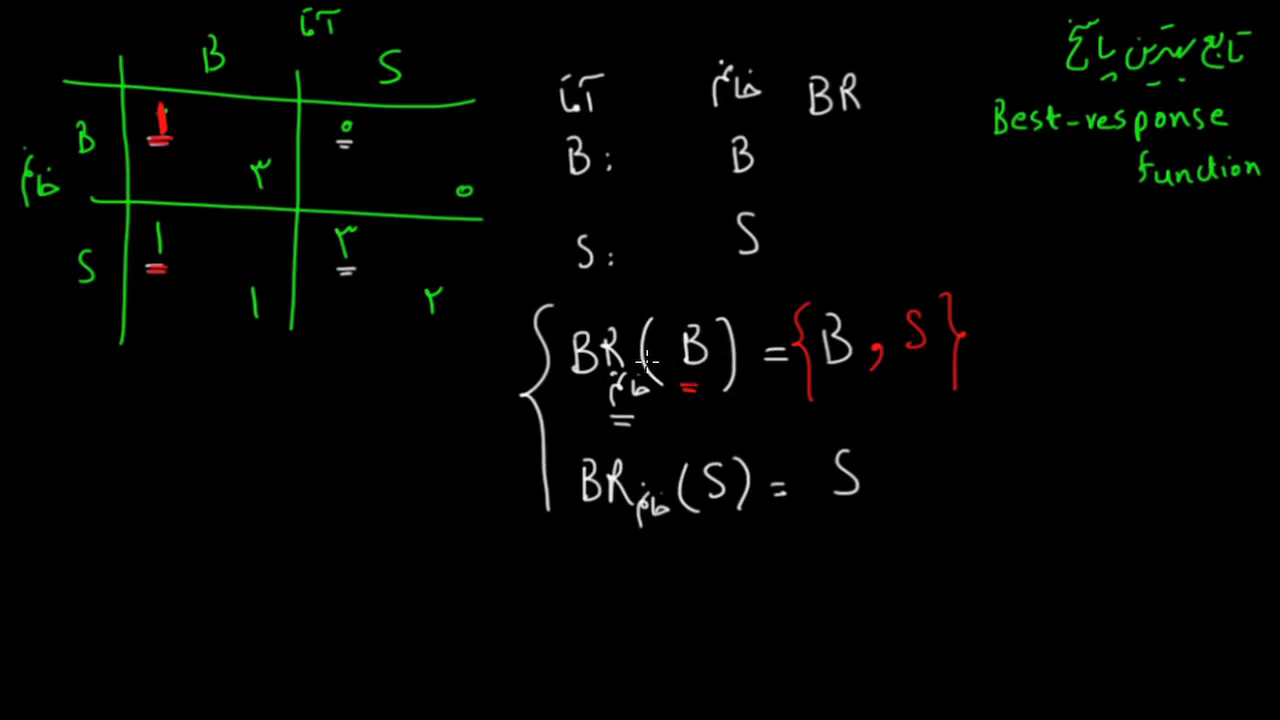 آقا
B S
B ۱ ۰
خانم ۳ ۰
S ۱ ۳
۱ ۲
آقا خانم BR
B: B
S: S
BR خانم (B) = {B, S}
BR خانم (S) = S
تابع بهترین پاسخ
Best-response
function